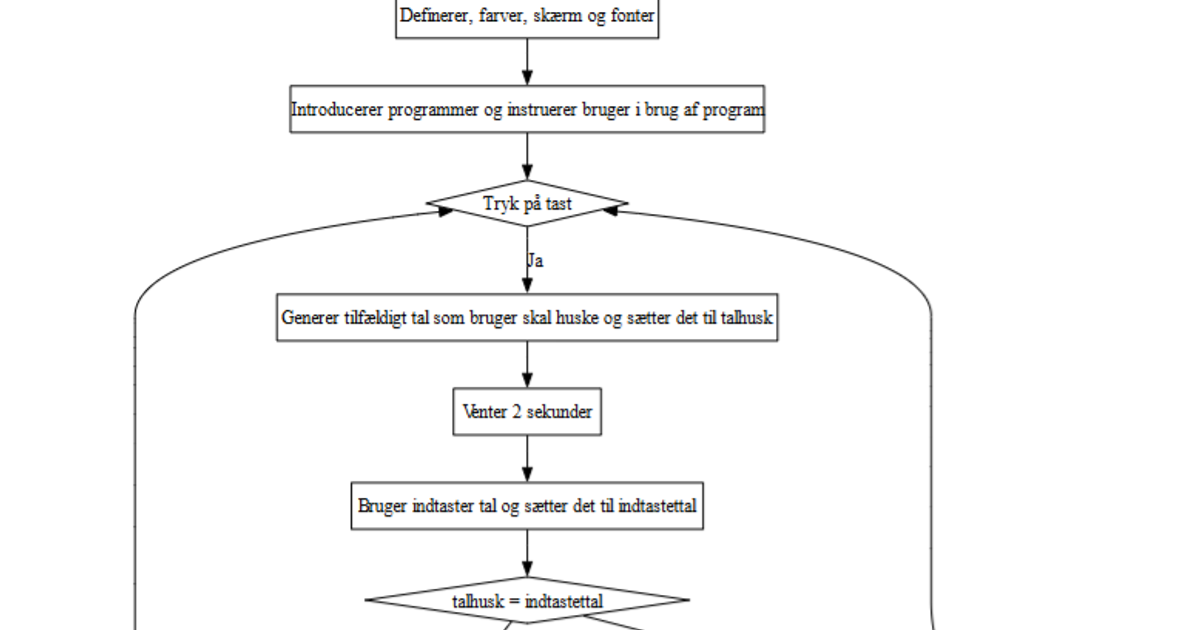 Definerer, farver, skærm og fonter
Introducerer programmer og instruerer bruger i brug af program
Tryk på tast
Ja
Generer tilfældigt tal som bruger skal huske og sætter det til talhusk
Venter 2 sekunder
Bruger indtaster tal og sætter det til indtastettal
talhusk = indtastettal